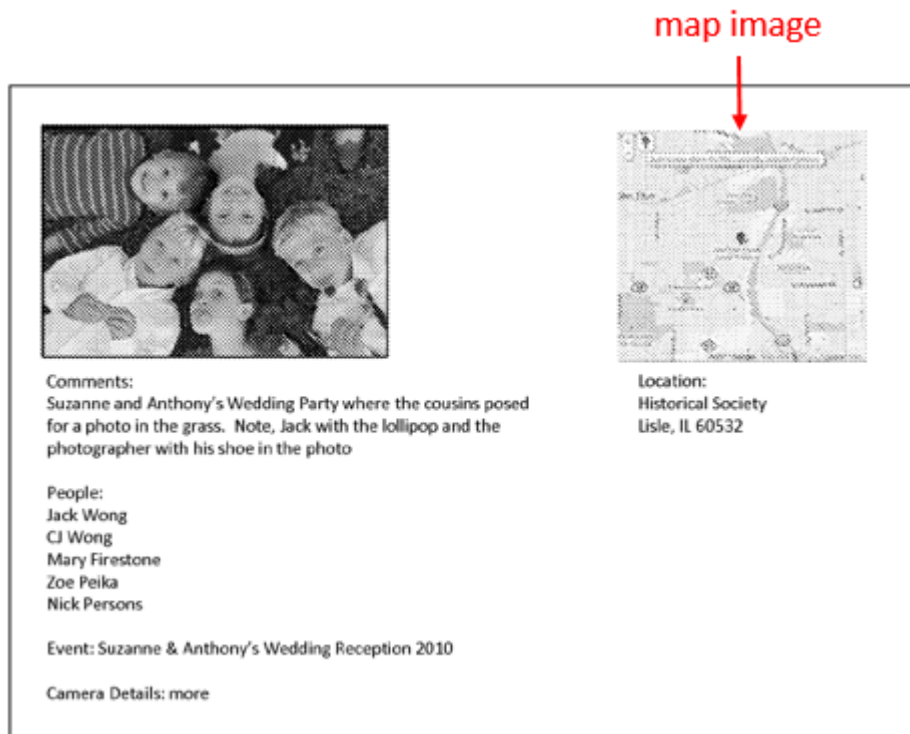 map image
Comments:
Suzanne and Anthony's Wedding Party where the cousins posed
for a photo in the grass.  Note, Jack with the lollipop and the
photographer with his shoe in the photo
People:
Jack Wong
CJ Wong
Mary Firestone
Zoe Peika
Nick Persons
Event: Suzanne & Anthony's Wedding Reception 2010
Camera Details: more
Location:
Historical Society
Lisle, IL 60532